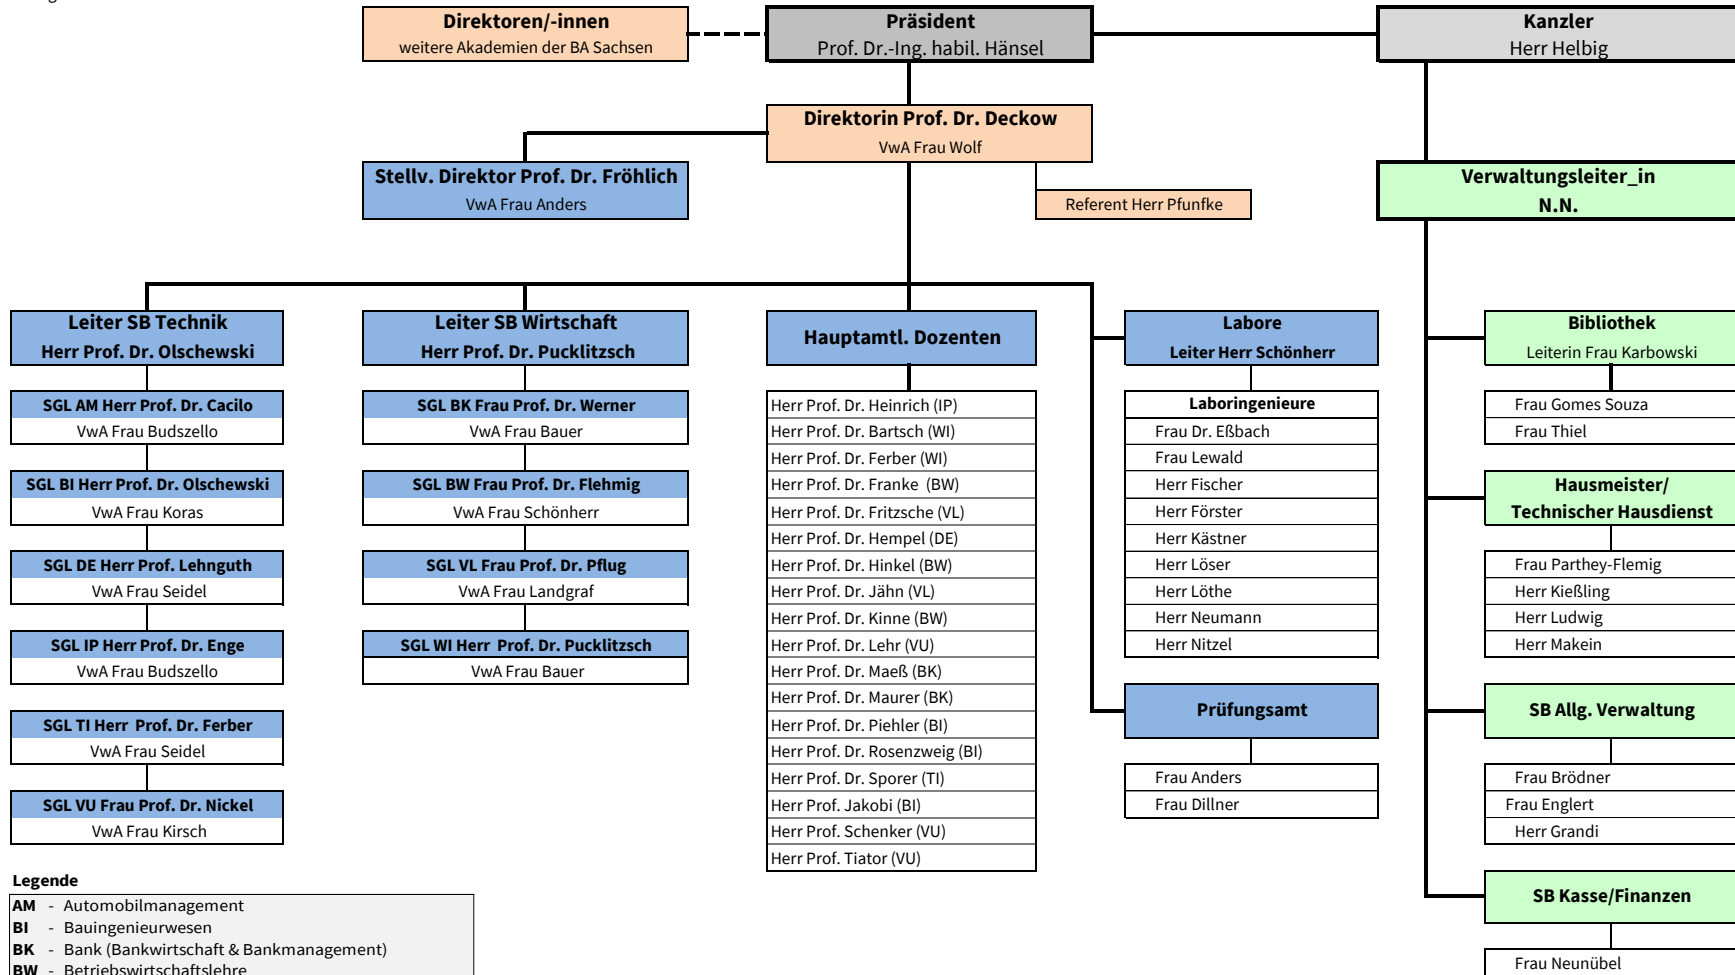 Direktoren/-innen
weitere Akademien der BA Sachsen
Präsident
Prof. Dr.-Ing. habil. Hänsel
Kanzler
Herr Helbig
Direktorin Prof. Dr. Deckow
VwA Frau Wolf
Stellv. Direktor Prof. Dr. Fröhlich
VwA Frau Anders
Referent Herr Pfunfke
Verwaltungsleiter_in
N.N.
Leiter SB Technik
Herr Prof. Dr. Olschewski
SGL AM Herr Prof. Dr. Cacilo
VwA Frau Budszello
SGL BI Herr Prof. Dr. Olschewski
VwA Frau Koras
SGL DE Herr Prof. Lehnguth
VwA Frau Seidel
SGL IP Herr Prof. Dr. Enge
VwA Frau Budszello
SGL TI Herr Prof. Dr. Ferber
VwA Frau Seidel
SGL VU Frau Prof. Dr. Nickel
VwA Frau Kirsch
Leiter SB Wirtschaft
Herr Prof. Dr. Pucklitzsch
SGL BK Frau Prof. Dr. Werner
VwA Frau Bauer
SGL BW Frau Prof. Dr. Flehmig
VwA Frau Schönherr
SGL VL Frau Prof. Dr. Pflug
VwA Frau Landgraf
SGL WI Herr Prof. Dr. Pucklitzsch
VwA Frau Bauer
Hauptamtl. Dozenten
Herr Prof. Dr. Heinrich (IP)
Herr Prof. Dr. Bartsch (WI)
Herr Prof. Dr. Ferber (WI)
Herr Prof. Dr. Franke (BW)
Herr Prof. Dr. Fritzsche (VL)
Herr Prof. Dr. Hempel (DE)
Herr Prof. Dr. Hinkel (BW)
Herr Prof. Dr. Jähn (VL)
Herr Prof. Dr. Kinne (BW)
Herr Prof. Dr. Lehr (VU)
Herr Prof. Dr. Maeß (BK)
Herr Prof. Dr. Maurer (BK)
Herr Prof. Dr. Piehler (BI)
Herr Prof. Dr. Rosenzweig (BI)
Herr Prof. Dr. Sporer (TI)
Herr Prof. Jakobi (BI)
Herr Prof. Schenker (VU)
Herr Prof. Tiator (VU)
Labore
Leiter Herr Schönherr
Laboringenieure
Frau Dr. Eßbach
Frau Lewald
Herr Fischer
Herr Förster
Herr Kästner
Herr Löser
Herr Löthe
Herr Neumann
Herr Nitzel
Prüfungsamt
Frau Anders
Frau Dillner
Bibliothek
Leiterin Frau Karbowski
Frau Gomes Souza
Frau Thiel
Hausmeister/
Technischer Hausdienst
Frau Parthey-Flemig
Herr Kießling
Herr Ludwig
Herr Makein
SB Allg. Verwaltung
Frau Brödner
Frau Englert
Herr Grandi
SB Kasse/Finanzen
Frau Neunübel
Legende
AM - Automobilmanagement
BI - Bauingenieurwesen
BK - Bank (Bankwirtschaft & Bankmanagement)
BW - Betriebswirtschaftslehre